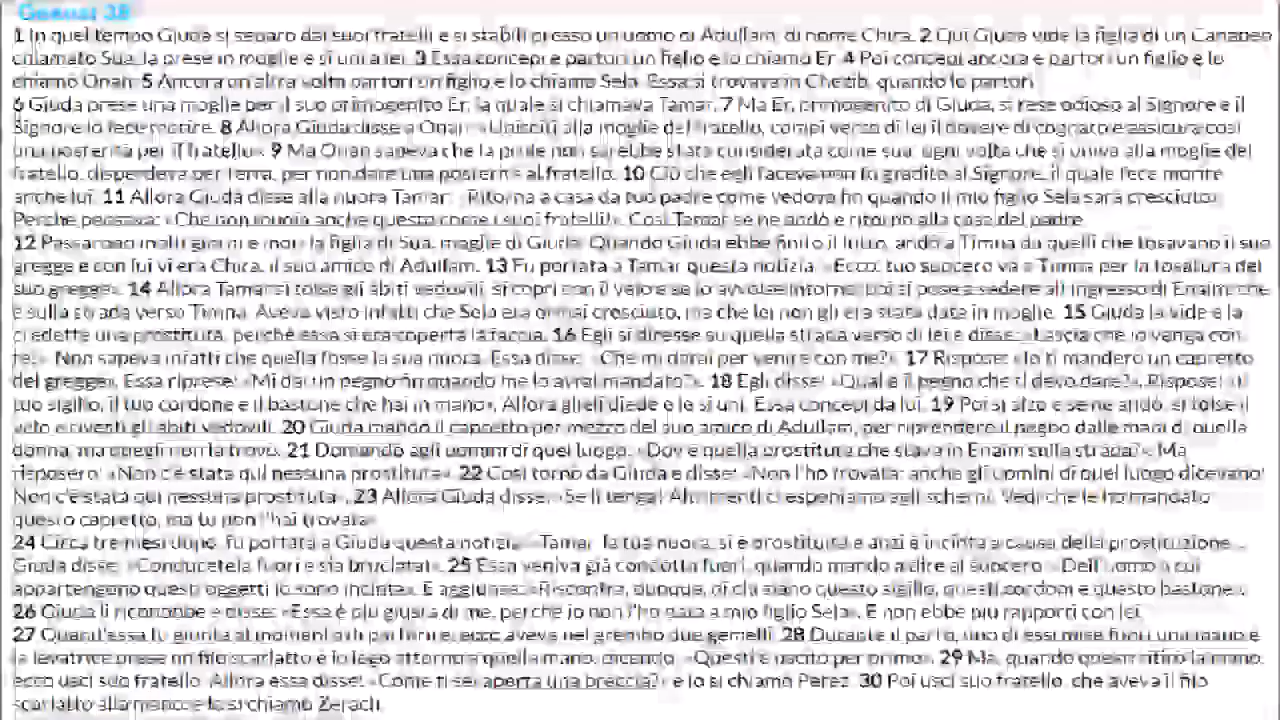 Genesi 38
1 In quel tempo Giuda si separò dai suoi fratelli e si stabilì presso un uomo di Adullam, di nome Chira. 2 Qui Giuda vide la figlia di un Cananeo
chiamato Sua, la prese in moglie e si unì a lei. 3 Essa concepì e partorì un figlio e lo chiamò Er. 4 Poi concepì ancora e partorì un figlio e lo
chiamò Onan. 5 Ancora un'altra volta partorì un figlio e lo chiamò Sela. Essa si trovava in Chezib, quando lo partorì.
6 Giuda prese una moglie per il suo primogenito Er, la quale si chiamava Tamar. 7 Ma Er, primogenito di Giuda, si rese odioso al Signore e il
Signore lo fece morire. 8 Allora Giuda disse a Onan: «Unisciti alla moglie del fratello, compi verso di lei il dovere di cognato e assicura così
una posterità per il fratello». 9 Ma Onan sapeva che la prole non sarebbe stata considerata come sua; ogni volta che si univa alla moglie del
fratello, disperdeva per terra, per non dare una posterità al fratello. 10 Ciò che egli faceva non fu gradito al Signore, il quale fece morire
anche lui. 11 Allora Giuda disse alla nuora Tamar: «Ritorna a casa da tuo padre come vedova fin quando il mio figlio Sela sarà cresciuto».
Perché pensava: «Che non muoia anche questo come i suoi fratelli!». Così Tamar se ne andò e ritornò alla casa del padre.
12 Passarono molti giorni e morì la figlia di Sua, moglie di Giuda. Quando Giuda ebbe finito il lutto, andò a Timna da quelli che tosavano il suo
gregge e con lui vi era Chira, il suo amico di Adullam. 13 Fu portata a Tamar questa notizia: «Ecco, tuo suocero va a Timna per la tosatura del
suo gregge». 14 Allora Tamar si tolse gli abiti vedovili, si coprì con il velo e se lo avvolse intorno, poi si pose a sedere all'ingresso di Enaim, che
è sulla strada verso Timna. Aveva visto infatti che Sela era ormai cresciuto, ma che lei non gli era stata data in moglie. 15 Giuda la vide e la
credette una prostituta, perché essa si era coperta la faccia. 16 Egli si diresse su quella strada verso di lei e disse: «Lascia che io venga con
te!». Non sapeva infatti che quella fosse la sua nuora. Essa disse: «Che mi darai per venire con me?». 17 Rispose: «Io ti manderò un capretto
del gregge». Essa riprese: «Mi dai un pegno fin quando me lo avrai mandato?». 18 Egli disse: «Qual è il pegno che ti devo dare?». Rispose: «Il
tuo sigillo, il tuo cordone e il bastone che hai in mano». Allora glieli diede e le si unì. Essa concepì da lui. 19 Poi si alzò e se ne andò; si tolse il
velo e rivestì gli abiti vedovili. 20 Giuda mandò il capretto per mezzo del suo amico di Adullam, per riprendere il pegno dalle mani di quella
donna, ma quegli non la trovò. 21 Domandò agli uomini di quel luogo: «Dov'è quella prostituta che stava in Enaim sulla strada?». Ma
risposero: «Non c'è stata qui nessuna prostituta». 22 Così tornò da Giuda e disse: «Non l'ho trovata; anche gli uomini di quel luogo dicevano:
Non c'è stata qui nessuna prostituta». 23 Allora Giuda disse: «Se li tenga! Altrimenti ci esponiamo agli scherni. Vedi che le ho mandato
questo capretto, ma tu non l'hai trovata».
24 Circa tre mesi dopo, fu portata a Giuda questa notizia: «Tamar, la tua nuora, si è prostituita e anzi è incinta a causa della prostituzione».
Giuda disse: «Conducetela fuori e sia bruciata!». 25 Essa veniva già condotta fuori, quando mandò a dire al suocero: «Dell'uomo a cui
appartengono questi oggetti io sono incinta». E aggiunse: «Riscontra, dunque, di chi siano questo sigillo, questi cordoni e questo bastone».
26 Giuda li riconobbe e disse: «Essa è più giusta di me, perché io non l'ho data a mio figlio Sela». E non ebbe più rapporti con lei.
27 Quand'essa fu giunta al momento di partorire, ecco aveva nel grembo due gemelli. 28 Durante il parto, uno di essi mise fuori una mano e
la levatrice prese un filo scarlatto e lo legò attorno a quella mano, dicendo: «Questi è uscito per primo». 29 Ma, quando questi ritirò la mano,
ecco uscì suo fratello. Allora essa disse: «Come ti sei aperta una breccia?» e lo si chiamò Perez. 30 Poi uscì suo fratello, che aveva il filo
scarlatto alla mano, e lo si chiamò Zerach.